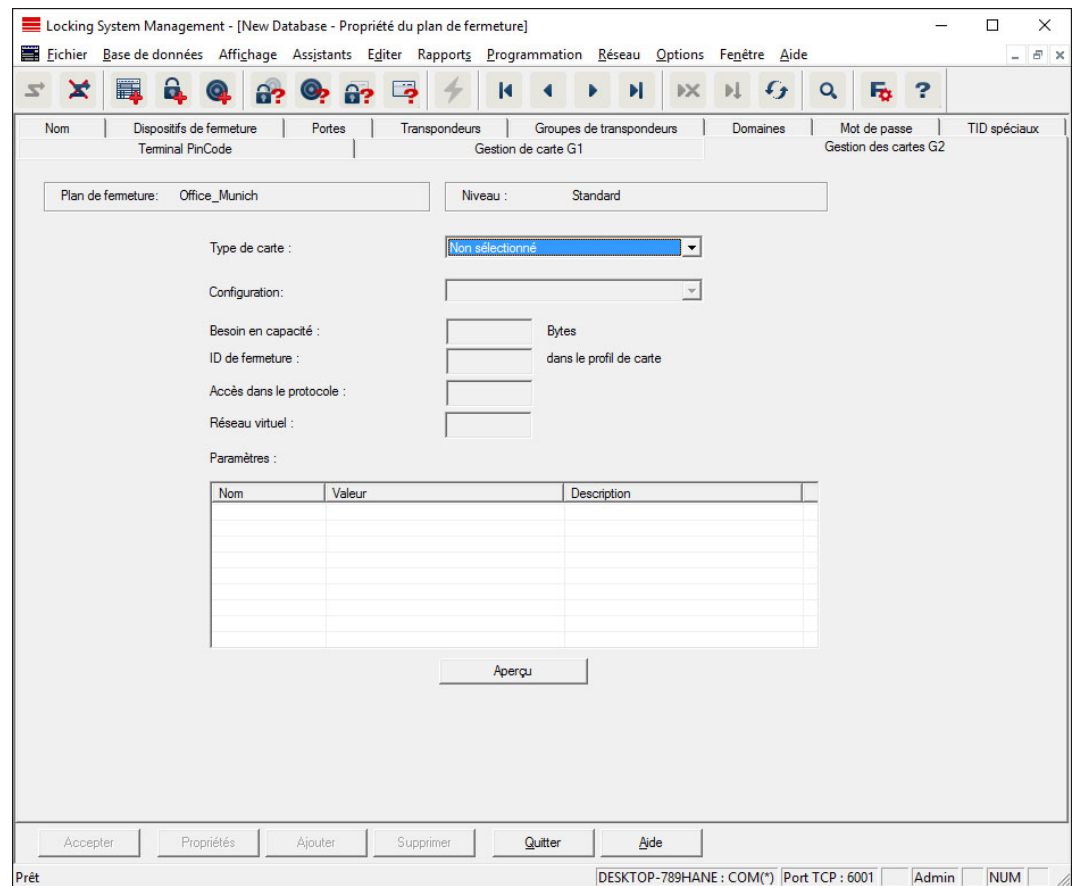 Locking System Management - [New Database - Propriété du plan de fermeture]
Fichier Base de données Affichage Assistants Editer Rapports Programmation Réseau Options Fenêtre Aide
Nom Dispositifs de fermeture Portes Transpondeurs Groupes de transpondeurs Domaines Mot de passe TID spéciaux
Terminal PinCode Gestion de carte G1 Gestion des cartes G2
Plan de fermeture: Office_Munich Niveau : Standard
Type de carte : Non sélectionné
Configuration:
Besoin en capacité : Bytes
ID de fermeture : dans le profil de carte
Accès dans le protocole :
Réseau virtuel :
Paramètres :
Nom Valeur Description
Aperçu
Accepter Propriétés Ajouter Supprimer Quitter Aide
Prêt DESKTOP-789HANE : COM(*) Port TCP : 6001 Admin NUM